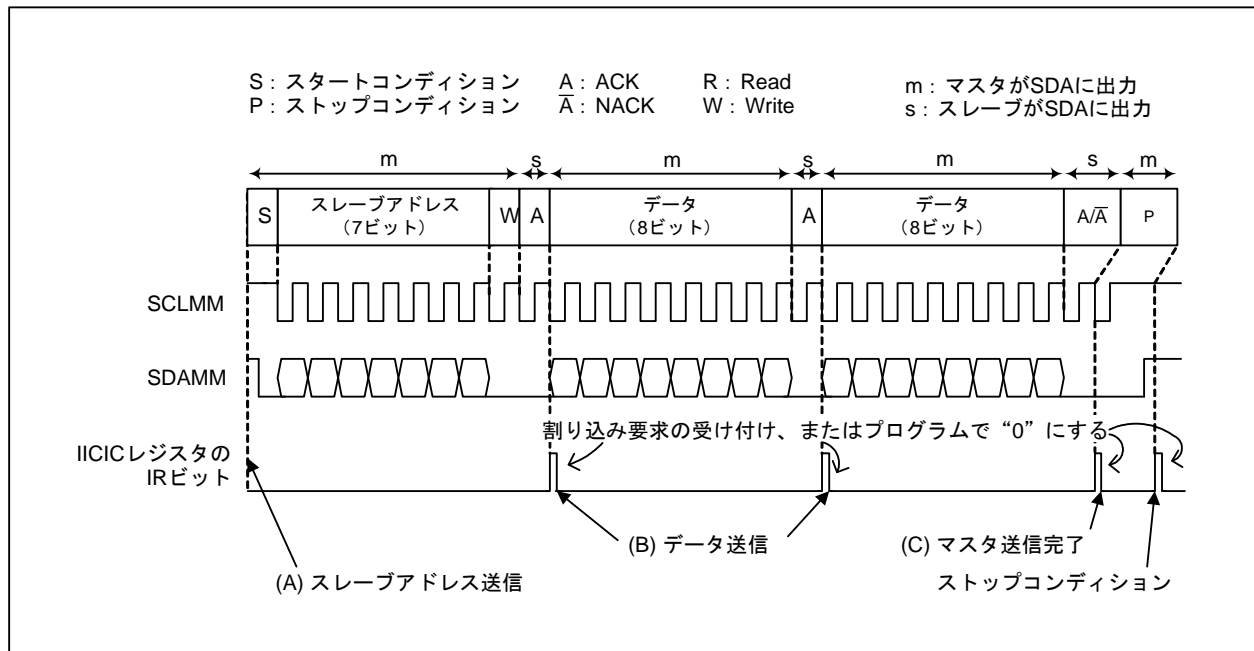 S：スタートコンディション A：ACK R：Read m：マスタがSDAに出力
P：ストップコンディション A̅：NACK W：Write s：スレーブがSDAに出力
m s m s m s m
S スレーブアドレス（7ビット） W A データ（8ビット） A データ（8ビット） A/A̅ P
SCLMM
SDAMM
割り込み要求の受け付け、またはプログラムで“0”にする
IICICレジスタの
IRビット
(B) データ送信 (C) マスタ送信完了
(A) スレーブアドレス送信 ストップコンディション